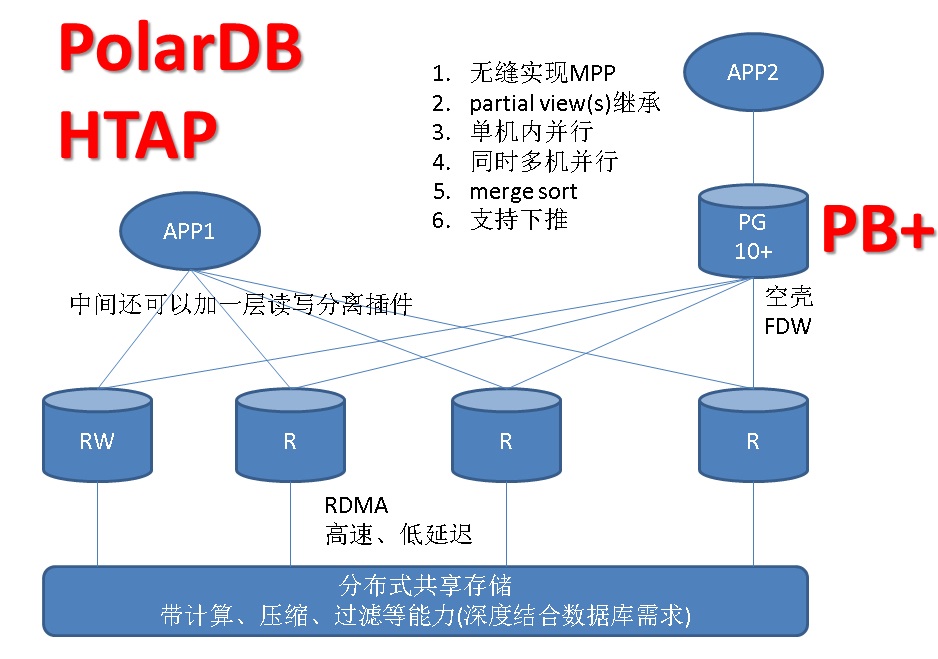 PolarDB
HTAP
1. 无缝实现MPP
2. partial view(s)继承
3. 单机内并行
4. 同时多机并行
5. merge sort
6. 支持下推
APP2
APP1
PG
10+
PB+
中间还可以加一层读写分离插件
空壳
FDW
RW
R
R
R
RDMA
高速、低延迟
分布式共享存储
带计算、压缩、过滤等能力(深度结合数据库需求)